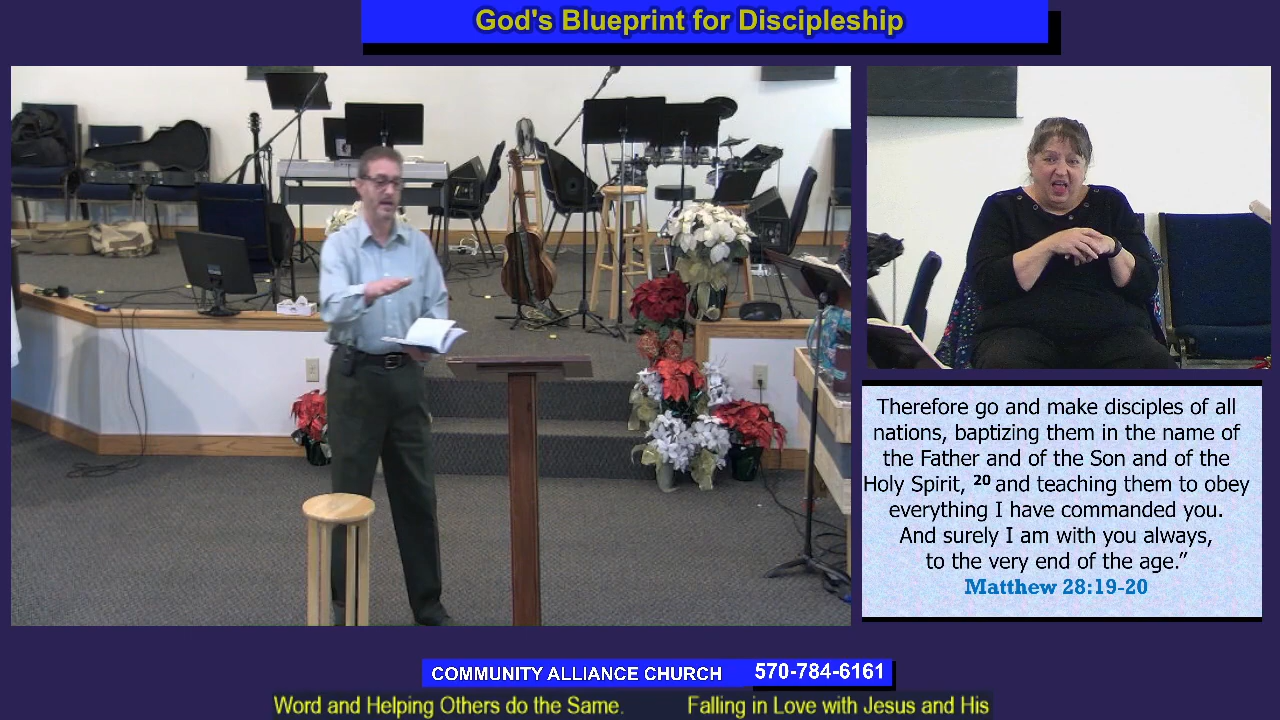 God's Blueprint for Discipleship
Therefore go and make disciples of all
nations, baptizing them in the name of
the Father and of the Son and of the
Holy Spirit, 20 and teaching them to obey
everything I have commanded you.
And surely I am with you always,
to the very end of the age.”
Matthew 28:19-20
COMMUNITY ALLIANCE CHURCH 570-784-6161
Word and Helping Others do the Same. Falling in Love with Jesus and His